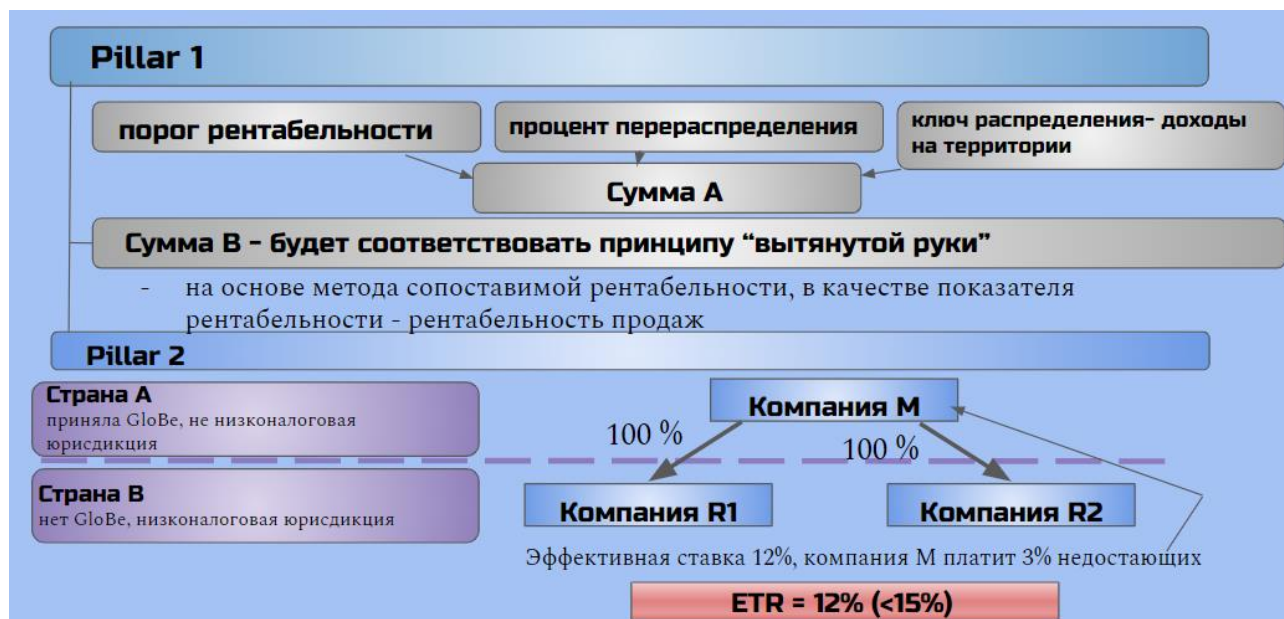 Pillar 1
порог рентабельности
процент перераспределения
ключ распределения- доходы
на территории
Сумма А
Сумма B - будет соответствовать принципу “вытянутой руки”
- на основе метода сопоставимой рентабельности, в качестве показателя
рентабельности - рентабельность продаж
Pillar 2
Страна А
приняла GloBe, не низконалоговая
юрисдикция
Компания М
100 %
100 %
Страна B
нет GloBe, низконалоговая юрисдикция
Компания R1
Компания R2
Эффективная ставка 12%, компания М платит 3% недостающих
ETR = 12% (<15%)